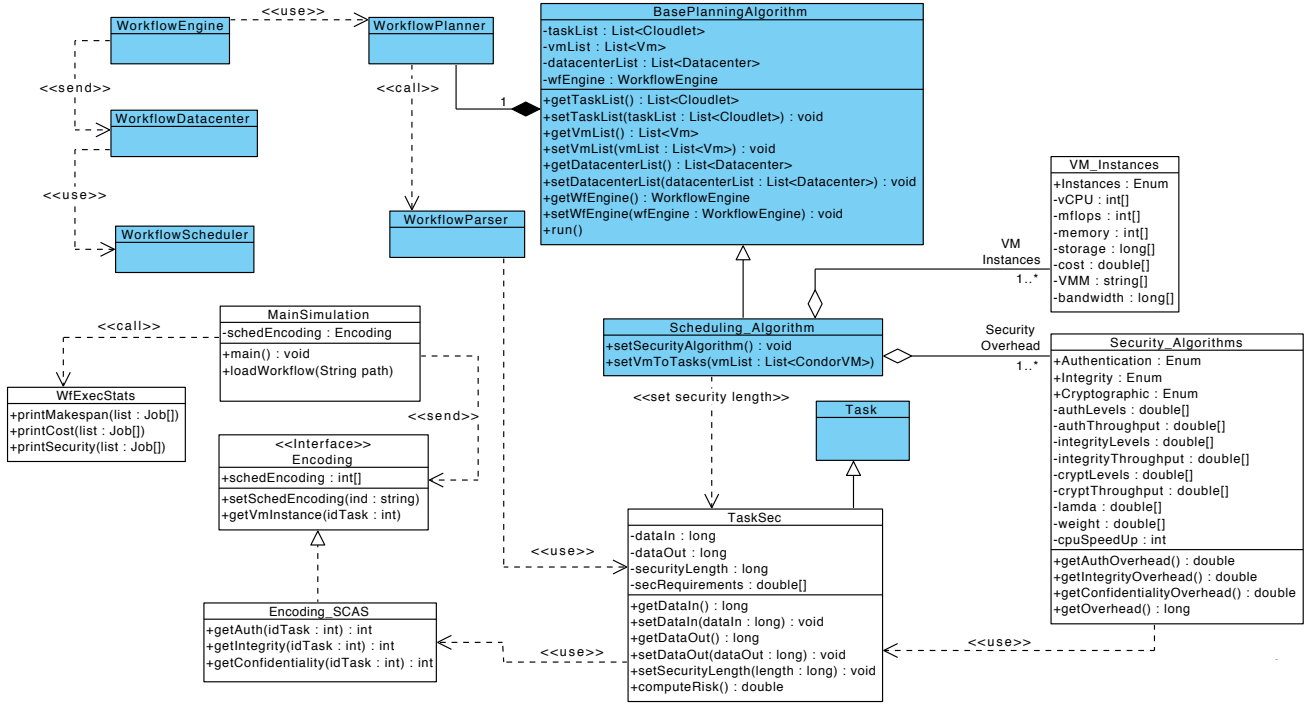 WorkflowEngine
<<use>>
WorkflowPlanner
<<send>>
<<call>>
WorkflowDatacenter
<<use>>
WorkflowScheduler
WorkflowParser
1
BasePlanningAlgorithm
-taskList : List<Cloudlet>
-vmList : List<Vm>
-datacenterList : List<Datacenter>
-wfEngine : WorkflowEngine
+getTaskList() : List<Cloudlet>
+setTaskList(taskList : List<Cloudlet>) : void
+getVmList() : List<Vm>
+setVmList(vmList : List<Vm>) : void
+getDatacenterList() : List<Datacenter>
+setDatacenterList(datacenterList : List<Datacenter>) : void
+getWfEngine() : WorkflowEngine
+setWfEngine(wfEngine : WorkflowEngine) : void
+run()
VM_Instances
+Instances : Enum
-vCPU : int[]
-mflops : int[]
-memory : int[]
-storage : long[]
-cost : double[]
-VMM : string[]
-bandwidth : long[]
VM
Instances
1..*
MainSimulation
-schedEncoding : Encoding
+main() : void
+loadWorkflow(String path)
<<call>>
WfExecStats
+printMakespan(list : Job[])
+printCost(list : Job[])
+printSecurity(list : Job[])
<<send>>
<<Interface>>
Encoding
+schedEncoding : int[]
+setSchedEncoding(ind : string)
+getVmInstance(idTask : int)
Scheduling_Algorithm
+setSecurityAlgorithm() : void
+setVmToTasks(vmList : List<CondorVM>)
Security
Overhead
1..*
<<set security length>>
Task
Security_Algorithms
+Authentication : Enum
+Integrity : Enum
+Cryptographic : Enum
-authLevels : double[]
-authThroughput : double[]
-integrityLevels : double[]
-integrityThroughput : double[]
-cryptLevels : double[]
-cryptThroughput : double[]
-lamda : double[]
-weight : double[]
-cpuSpeedUp : int
+getAuthOverhead() : double
+getIntegrityOverhead() : double
+getConfidentialityOverhead() : double
+getOverhead() : long
<<use>>
TaskSec
-dataIn : long
-dataOut : long
-securityLength : long
-secRequirements : double[]
+getDataIn() : long
+setDataIn(dataIn : long) : void
+getDataOut() : long
+setDataOut(dataOut : long) : void
+setSecurityLength(length : long) : void
+computeRisk() : double
<<use>>
Encoding_SCAS
+getAuth(idTask : int) : int
+getIntegrity(idTask : int) : int
+getConfidentiality(idTask : int) : int
<<use>>